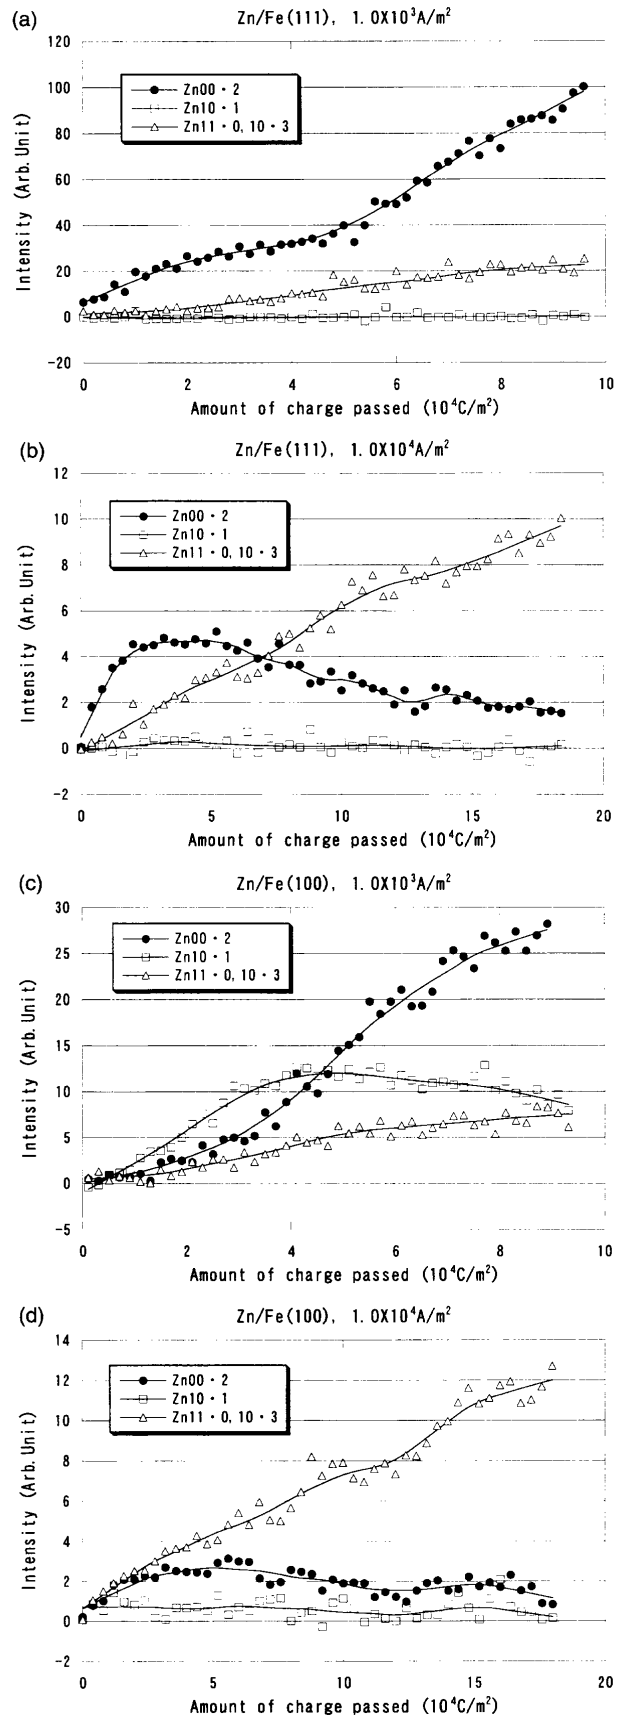 (a)
Zn/Fe(111), 1.0X10³A/m²
120
100
80
60
40
20
0
-20
Intensity (Arb.Unit)
Zn00・2
Zn10・1
Zn11・0,10・3
0 2 4 6 8 10
Amount of charge passed (10⁴C/m²)
(b)
Zn/Fe(111), 1.0X10⁴A/m²
12
10
8
6
4
2
0
-2
Intensity (Arb.Unit)
Zn00・2
Zn10・1
Zn11・0,10・3
0 5 10 15 20
Amount of charge passed (10⁴C/m²)
(c)
Zn/Fe(100), 1.0X10³A/m²
30
25
20
15
10
5
0
-5
Intensity (Arb.Unit)
Zn00・2
Zn10・1
Zn11・0,10・3
0 2 4 6 8 10
Amount of charge passed (10⁴C/m²)
(d)
Zn/Fe(100), 1.0X10⁴A/m²
14
12
10
8
6
4
2
0
-2
Intensity (Arb.Unit)
Zn00・2
Zn10・1
Zn11・0,10・3
0 5 10 15 20
Amount of charge passed (10⁴C/m²)